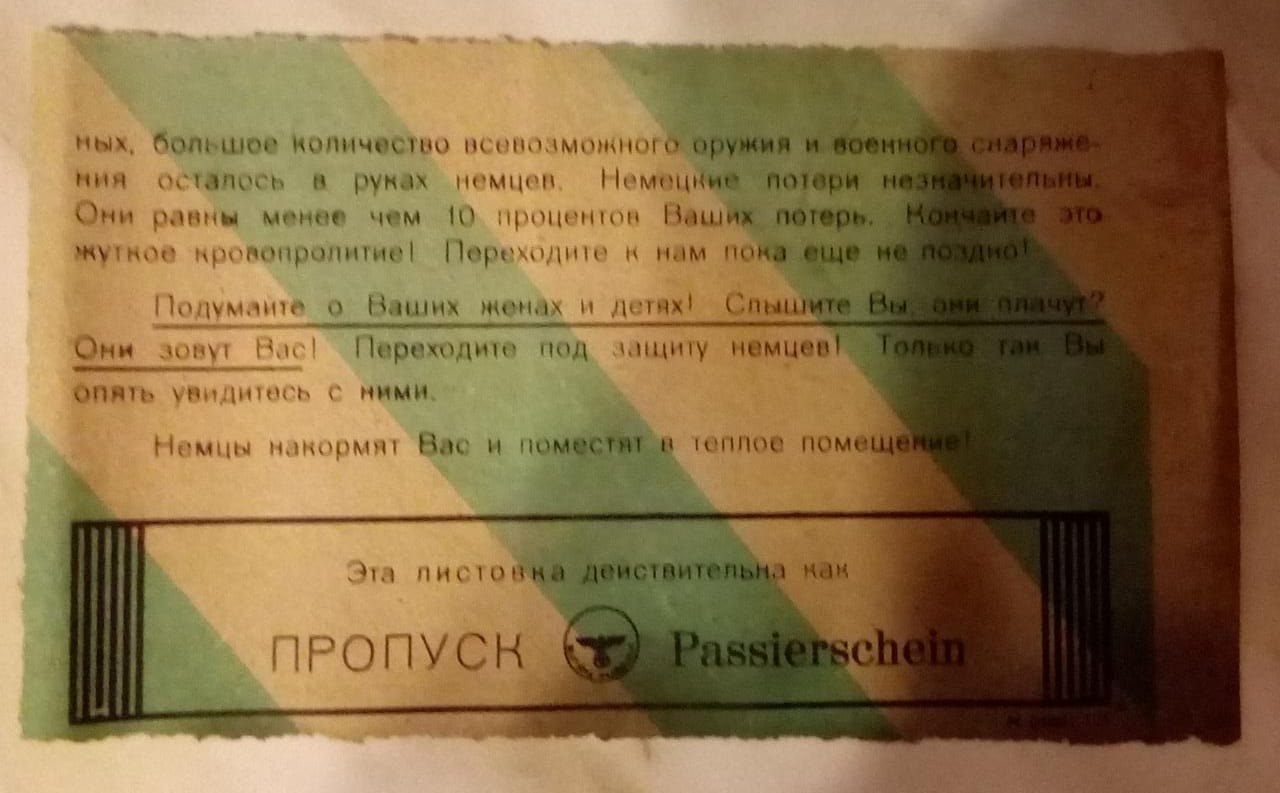 ных, большое количество всевозможного оружия и военного снаряже-
ния осталось в руках немцев. Немецкие потери незначительны.
Они равны менее чем 10 процентов Ваших потерь. Кончайте это
жуткое кровопролитие! Переходите к нам пока еще не поздно!
Подумайте о Ваших женах и детях! Слышите Вы, они плачут?
Они зовут Вас! Переходите под защиту немцев! Только так Вы
опять увидитесь с ними.
Немцы накормят Вас и поместят в теплое помещение!
Эта листовка действительна как
ПРОПУСК Passierschein